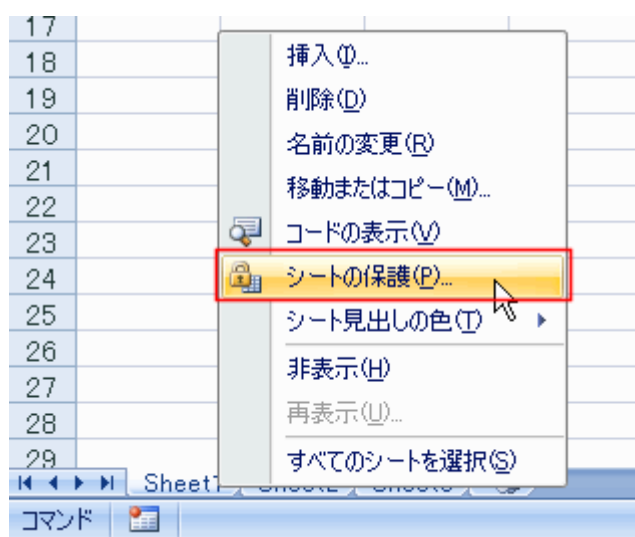 17
18
19
20
21
22
23
24
25
26
27
28
29
挿入(I)...
削除(D)
名前の変更(R)
移動またはコピー(M)...
コードの表示(V)
シートの保護(P)...
シート見出しの色(T)
非表示(H)
再表示(U)...
すべてのシートを選択(S)
Sheet1
コマンド